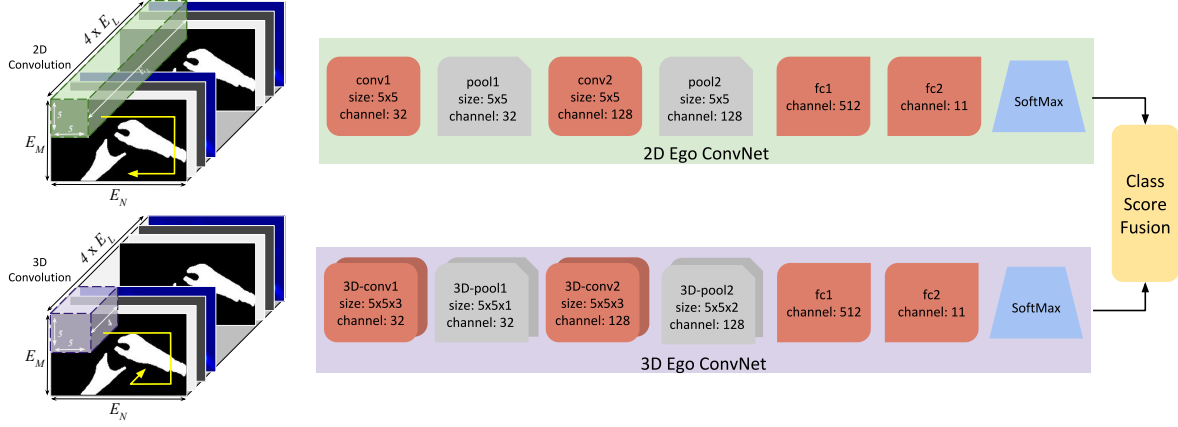 4 x E_L
2D
Convolution
5
5
E_M
E_N
conv1
size: 5x5
channel: 32
pool1
size: 5x5
channel: 32
conv2
size: 5x5
channel: 128
pool2
size: 5x5
channel: 128
fc1
channel: 512
fc2
channel: 11
SoftMax
2D Ego ConvNet
Class
Score
Fusion
4 x E_L
3D
Convolution
5
5
4
E_M
E_N
3D-conv1
size: 5x5x3
channel: 32
3D-pool1
size: 5x5x1
channel: 32
3D-conv2
size: 5x5x3
channel: 128
3D-pool2
size: 5x5x2
channel: 128
fc1
channel: 512
fc2
channel: 11
SoftMax
3D Ego ConvNet